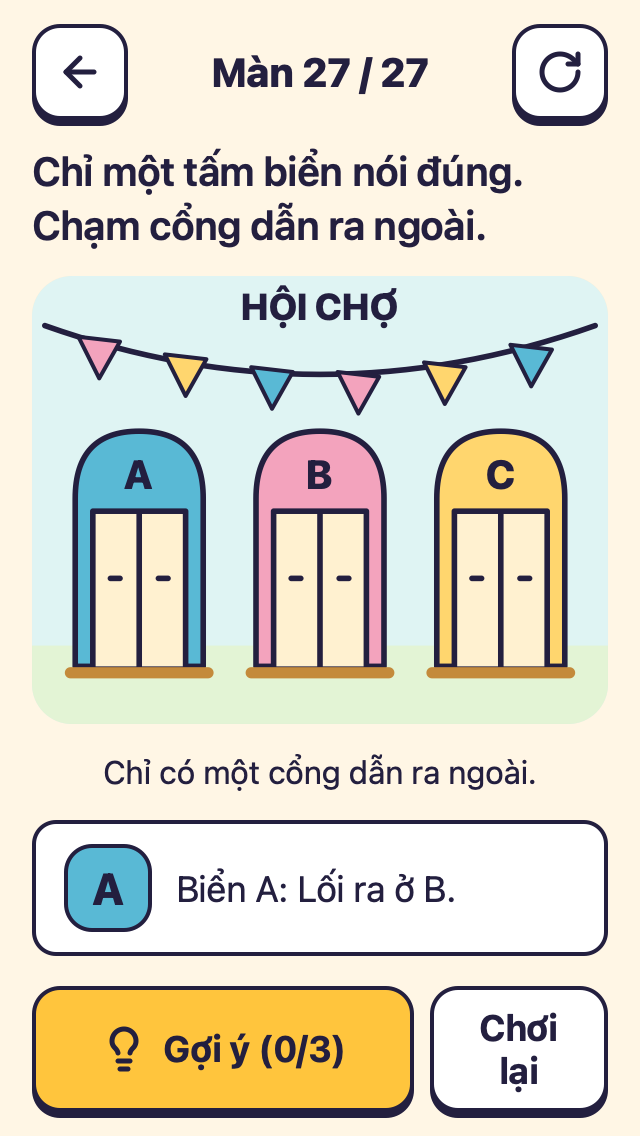 Màn 27 / 27
Chỉ một tấm biển nói đúng.
Chạm cổng dẫn ra ngoài.
HỘI CHỢ
A
B
C
Chỉ có một cổng dẫn ra ngoài.
A
Biển A: Lối ra ở B.
Gợi ý (0/3)
Chơi
lại